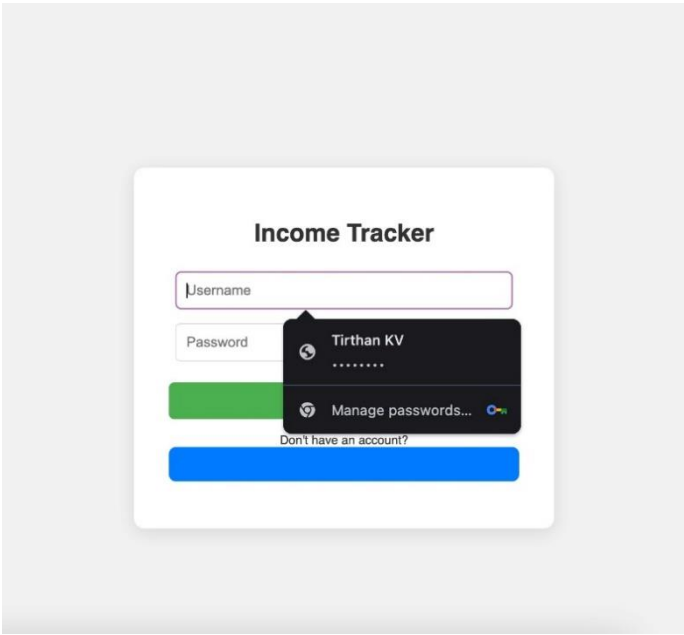 Income Tracker
Username
Password
Tirthan KV
........
Manage passwords...
Don't have an account?